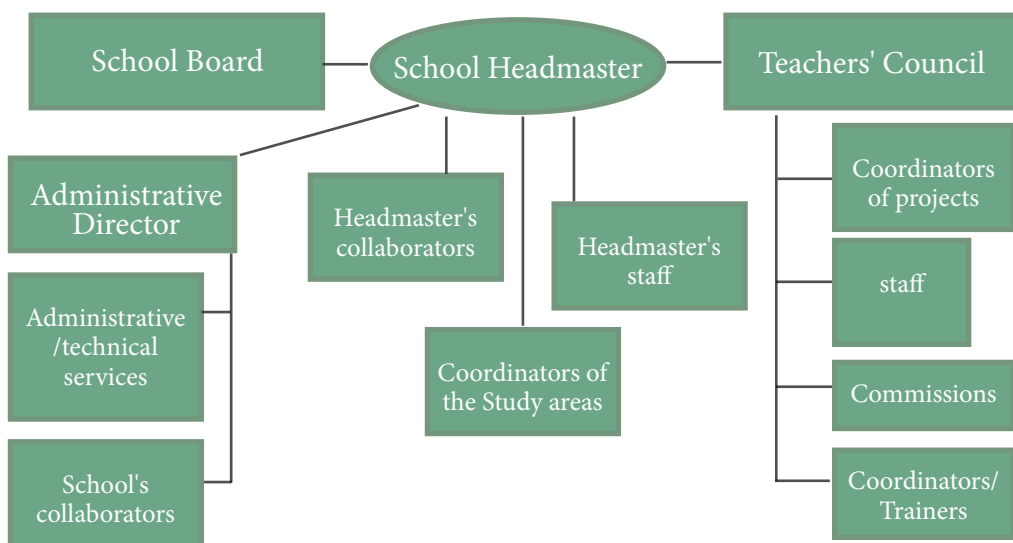 School Board
School Headmaster
Teachers' Council
Administrative
Director
Administrative
/technical
services
School's
collaborators
Headmaster's
collaborators
Coordinators of
the Study areas
Headmaster's
staff
Coordinators
of projects
staff
Commissions
Coordinators/
Trainers